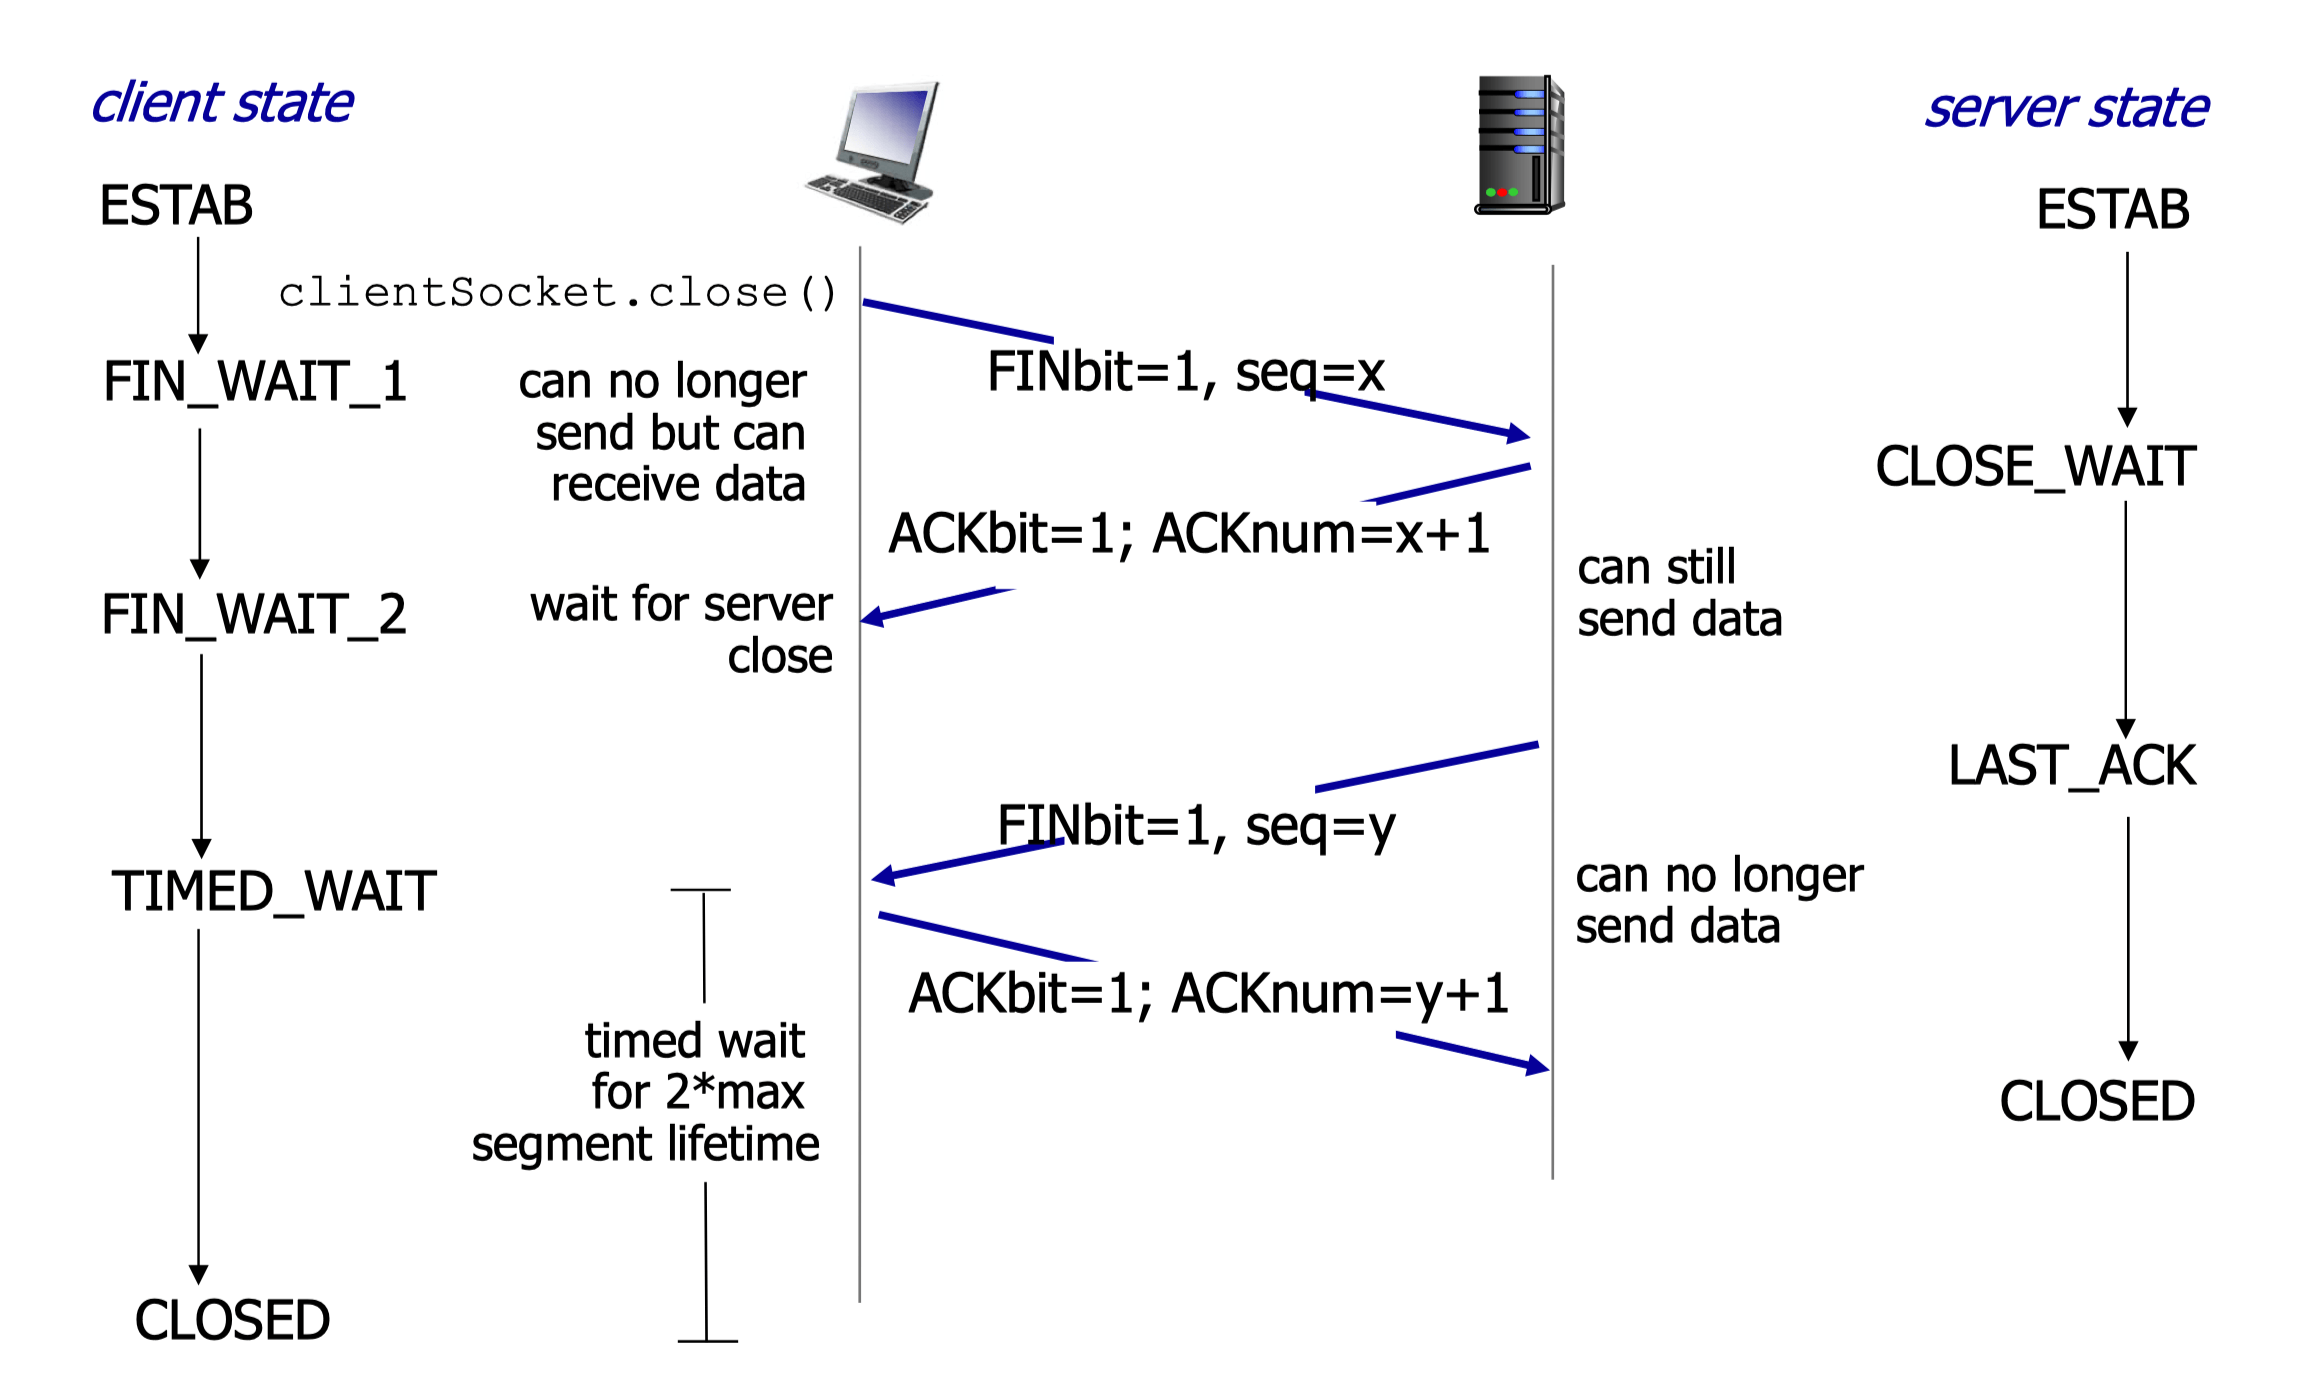 client state
server state
ESTAB
ESTAB
clientSocket.close()
FINbit=1, seq=x
FIN_WAIT_1
can no longer
send but can
receive data
CLOSE_WAIT
ACKbit=1; ACKnum=x+1
can still
send data
FIN_WAIT_2
wait for server
close
LAST_ACK
FINbit=1, seq=y
can no longer
send data
TIMED_WAIT
ACKbit=1; ACKnum=y+1
timed wait
for 2*max
segment lifetime
CLOSED
CLOSED